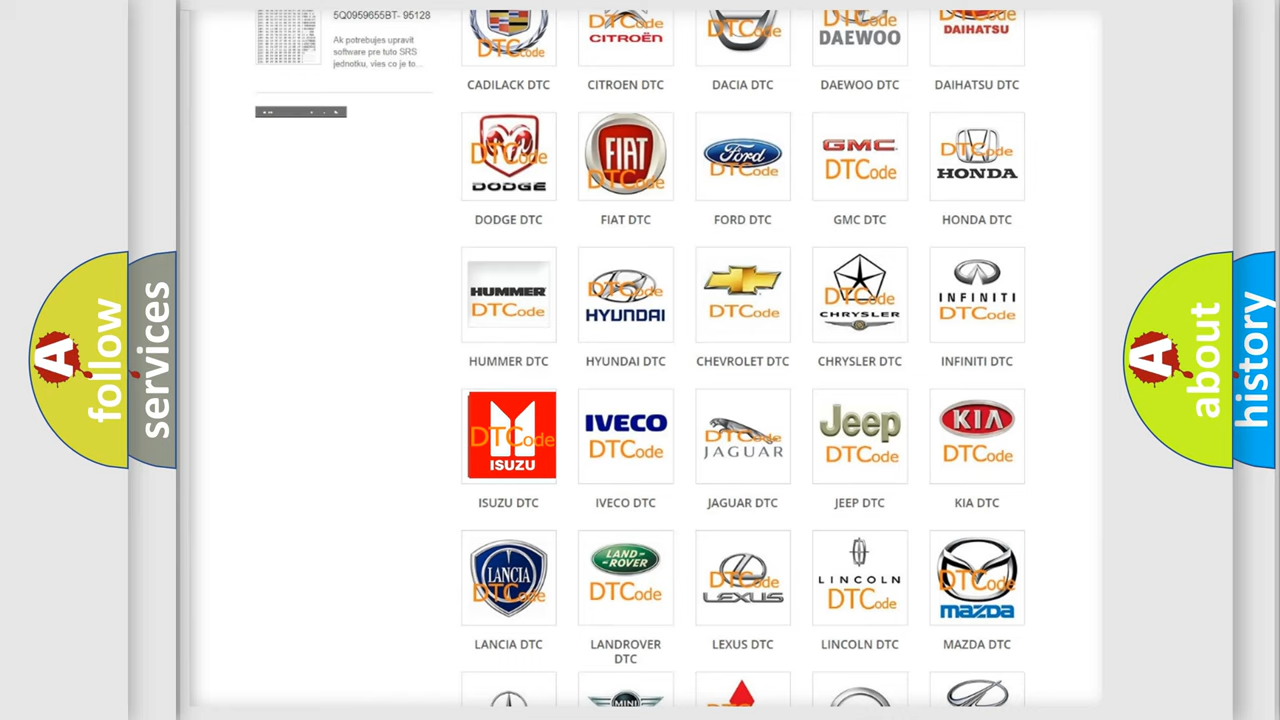 5Q0959655BT- 95128
Ak potrebujes upravit
software pre tuto SRS
jednotku, vies co je to...
DTCode
DTCode
CITROËN
DTCode
DAEWOO
DTCode
DAIHATSU
CADILACK DTC
CITROEN DTC
DACIA DTC
DAEWOO DTC
DAIHATSU DTC
DTCode
DODGE
FIAT
DTCode
Ford
DTCode
GMC
DTCode
DTCode
HONDA
DODGE DTC
FIAT DTC
FORD DTC
GMC DTC
HONDA DTC
HUMMER
DTCode
DTCode
HYUNDAI
DTCode
DTCode
CHRYSLER
INFINITI
DTCode
HUMMER DTC
HYUNDAI DTC
CHEVROLET DTC
CHRYSLER DTC
INFINITI DTC
DTCode
ISUZU
IVECO
DTCode
DTCode
JAGUAR
Jeep
DTCode
KIA
DTCode
ISUZU DTC
IVECO DTC
JAGUAR DTC
JEEP DTC
KIA DTC
LANCIA
DTCode
LAND-
ROVER
DTCode
DTCode
LEXUS
LINCOLN
DTCode
DTCode
mazda
LANCIA DTC
LANDROVER
DTC
LEXUS DTC
LINCOLN DTC
MAZDA DTC
MINI
A
follow
services
A
about
history